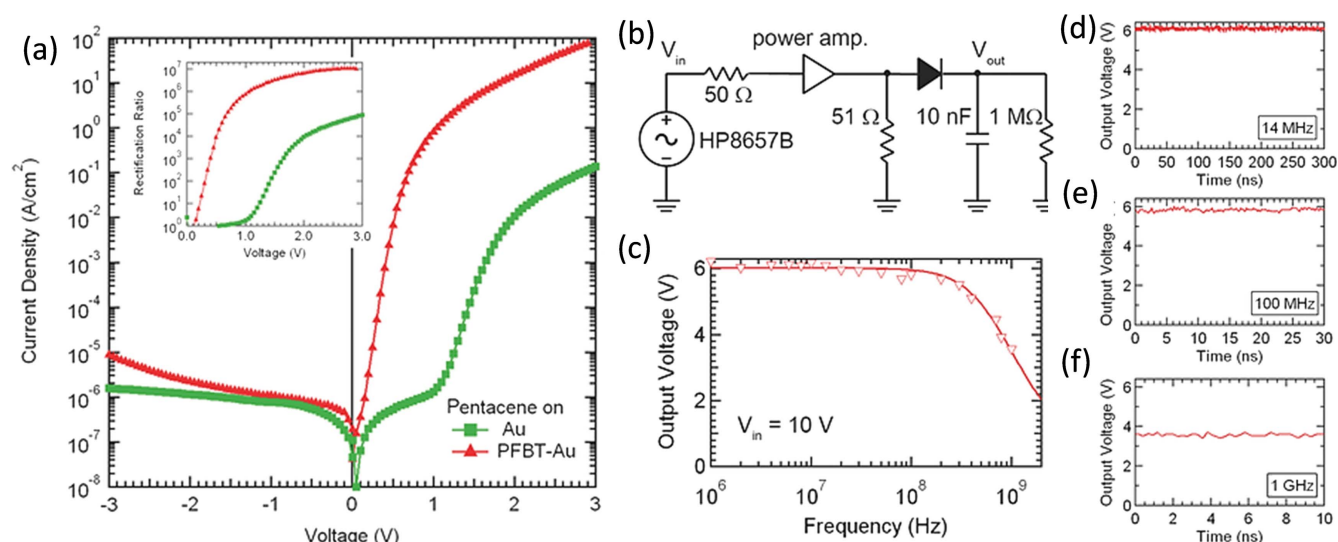 (a)
Current Density (A/cm²)
10²
10¹
10⁰
10⁻¹
10⁻²
10⁻³
10⁻⁴
10⁻⁵
10⁻⁶
10⁻⁷
10⁻⁸
-3 -2 -1 0 1 2 3
Voltage (V)
Rectification Ratio
10⁷
10⁶
10⁵
10⁴
10³
10²
10¹
10⁰
0.0 1.0 2.0 3.0
Voltage (V)
Pentacene on
Au
PFBT-Au
(b)
power amp.
V_in
V_out
50 Ω
51 Ω
10 nF
1 MΩ
HP8657B
(c)
Output Voltage (V)
6
4
2
0
V_in = 10 V
10⁶ 10⁷ 10⁸ 10⁹
Frequency (Hz)
(d)
Output Voltage (V)
6
4
2
0
14 MHz
0 50 100 150 200 250 300
Time (ns)
(e)
Output Voltage
6
4
2
0
100 MHz
0 5 10 15 20 25 30
Time (ns)
(f)
Output Voltage (V)
6
4
2
0
1 GHz
0 2 4 6 8 10
Time (ns)